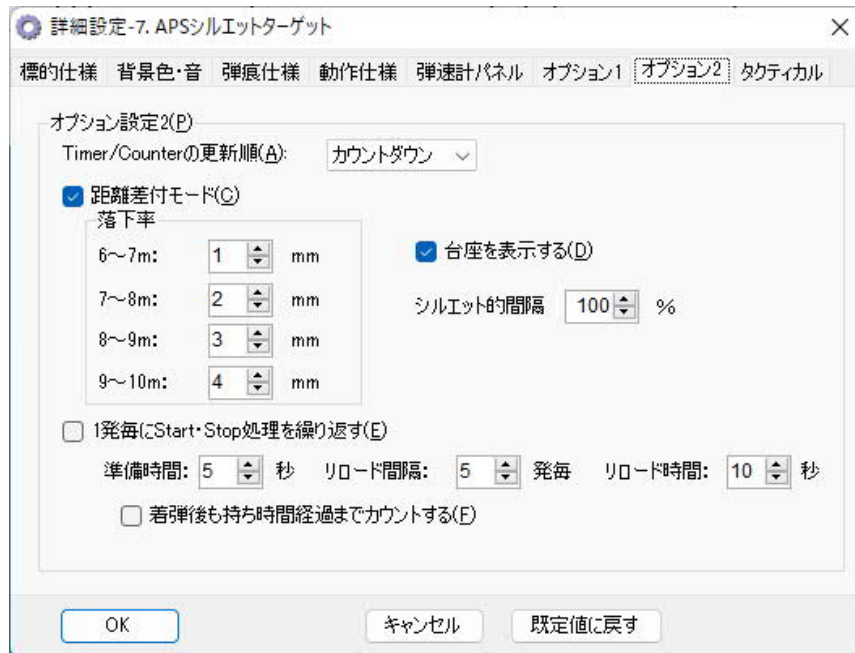 詳細設定-7. APSシルエットターゲット
標的仕様 背景色・音 弾痕仕様 動作仕様 弾速計パネル オプション1 オプション2 タクティカル
オプション設定2(P)
Timer/Counterの更新順(A): カウントダウン
距離差付モード(C)
落下率
6～7m: 1 mm 台座を表示する(D)
7～8m: 2 mm シルエット的間隔 100 %
8～9m: 3 mm
9～10m: 4 mm
1発毎にStart・Stop処理を繰り返す(E)
準備時間: 5 秒 リロード間隔: 5 発毎 リロード時間: 10 秒
着弾後も持ち時間経過までカウントする(F)
OK キャンセル 既定値に戻す